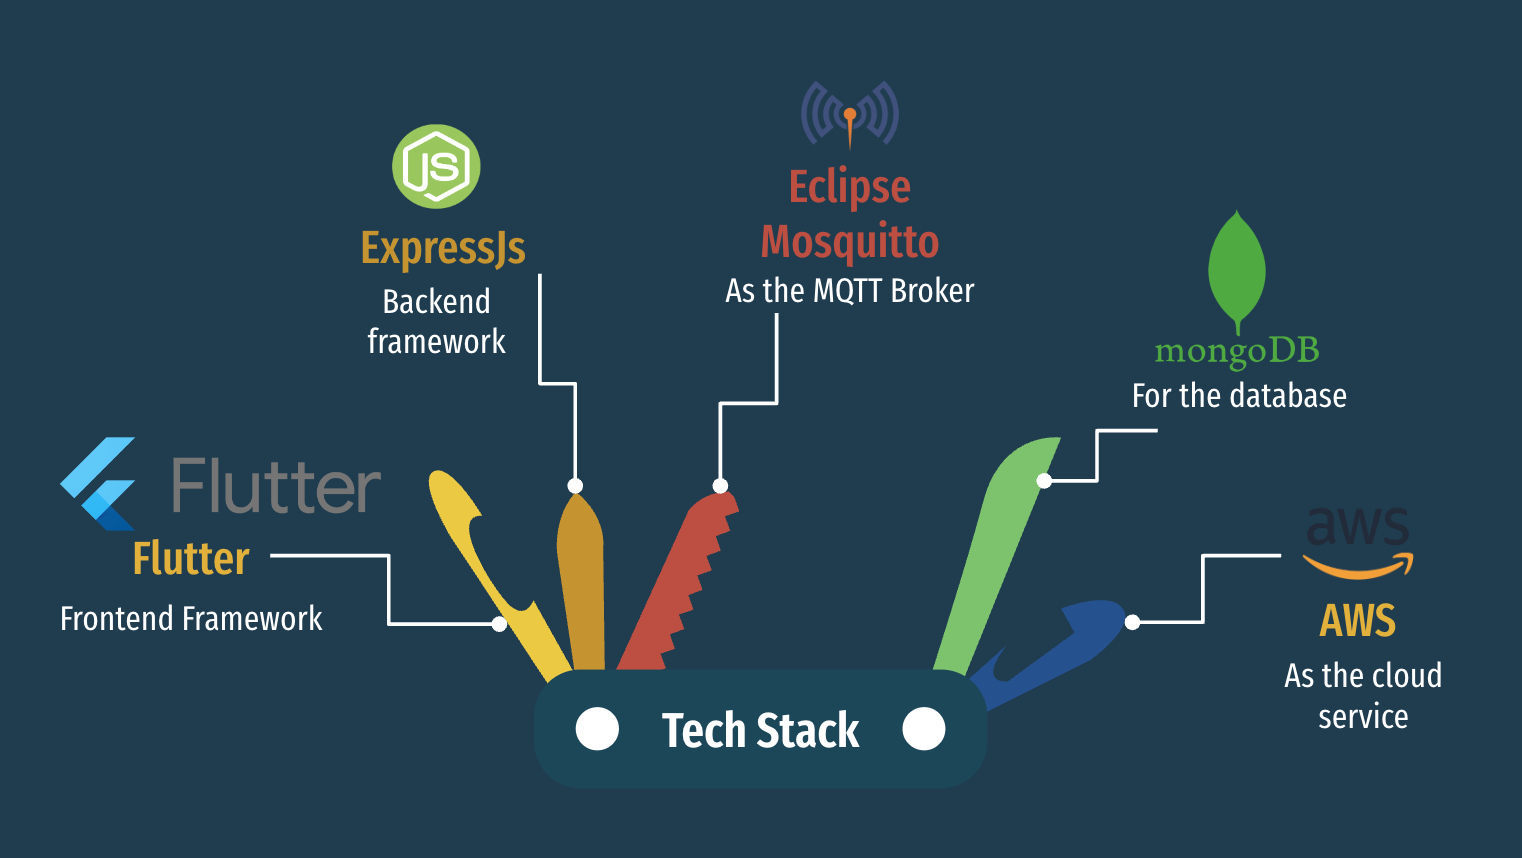 JS
ExpressJs
Backend
framework
Eclipse
Mosquitto
As the MQTT Broker
mongoDB
For the database
Flutter
Flutter
Frontend Framework
aws
AWS
As the cloud
service
Tech Stack